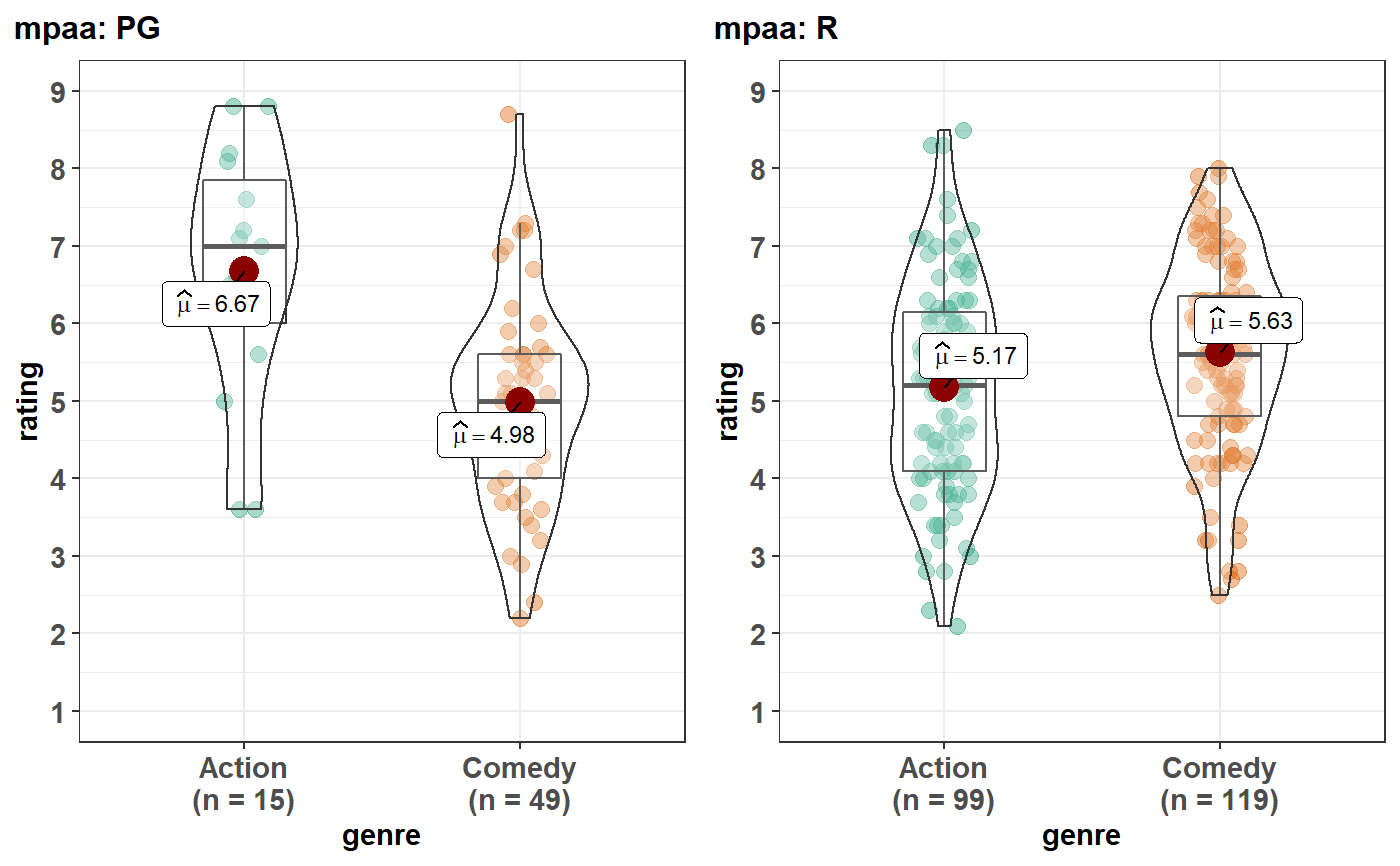 mpaa: PG
rating
9
8
7
6
5
4
3
2
1
μ̂ = 6.67
μ̂ = 4.98
Action
(n = 15)
Comedy
(n = 49)
genre
mpaa: R
rating
9
8
7
6
5
4
3
2
1
μ̂ = 5.17
μ̂ = 5.63
Action
(n = 99)
Comedy
(n = 119)
genre